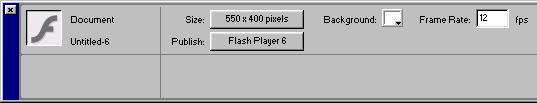 Document Size: 550 x 400 pixels Background: Frame Rate: 12 fps
Untitled-6 Publish: Flash Player 6